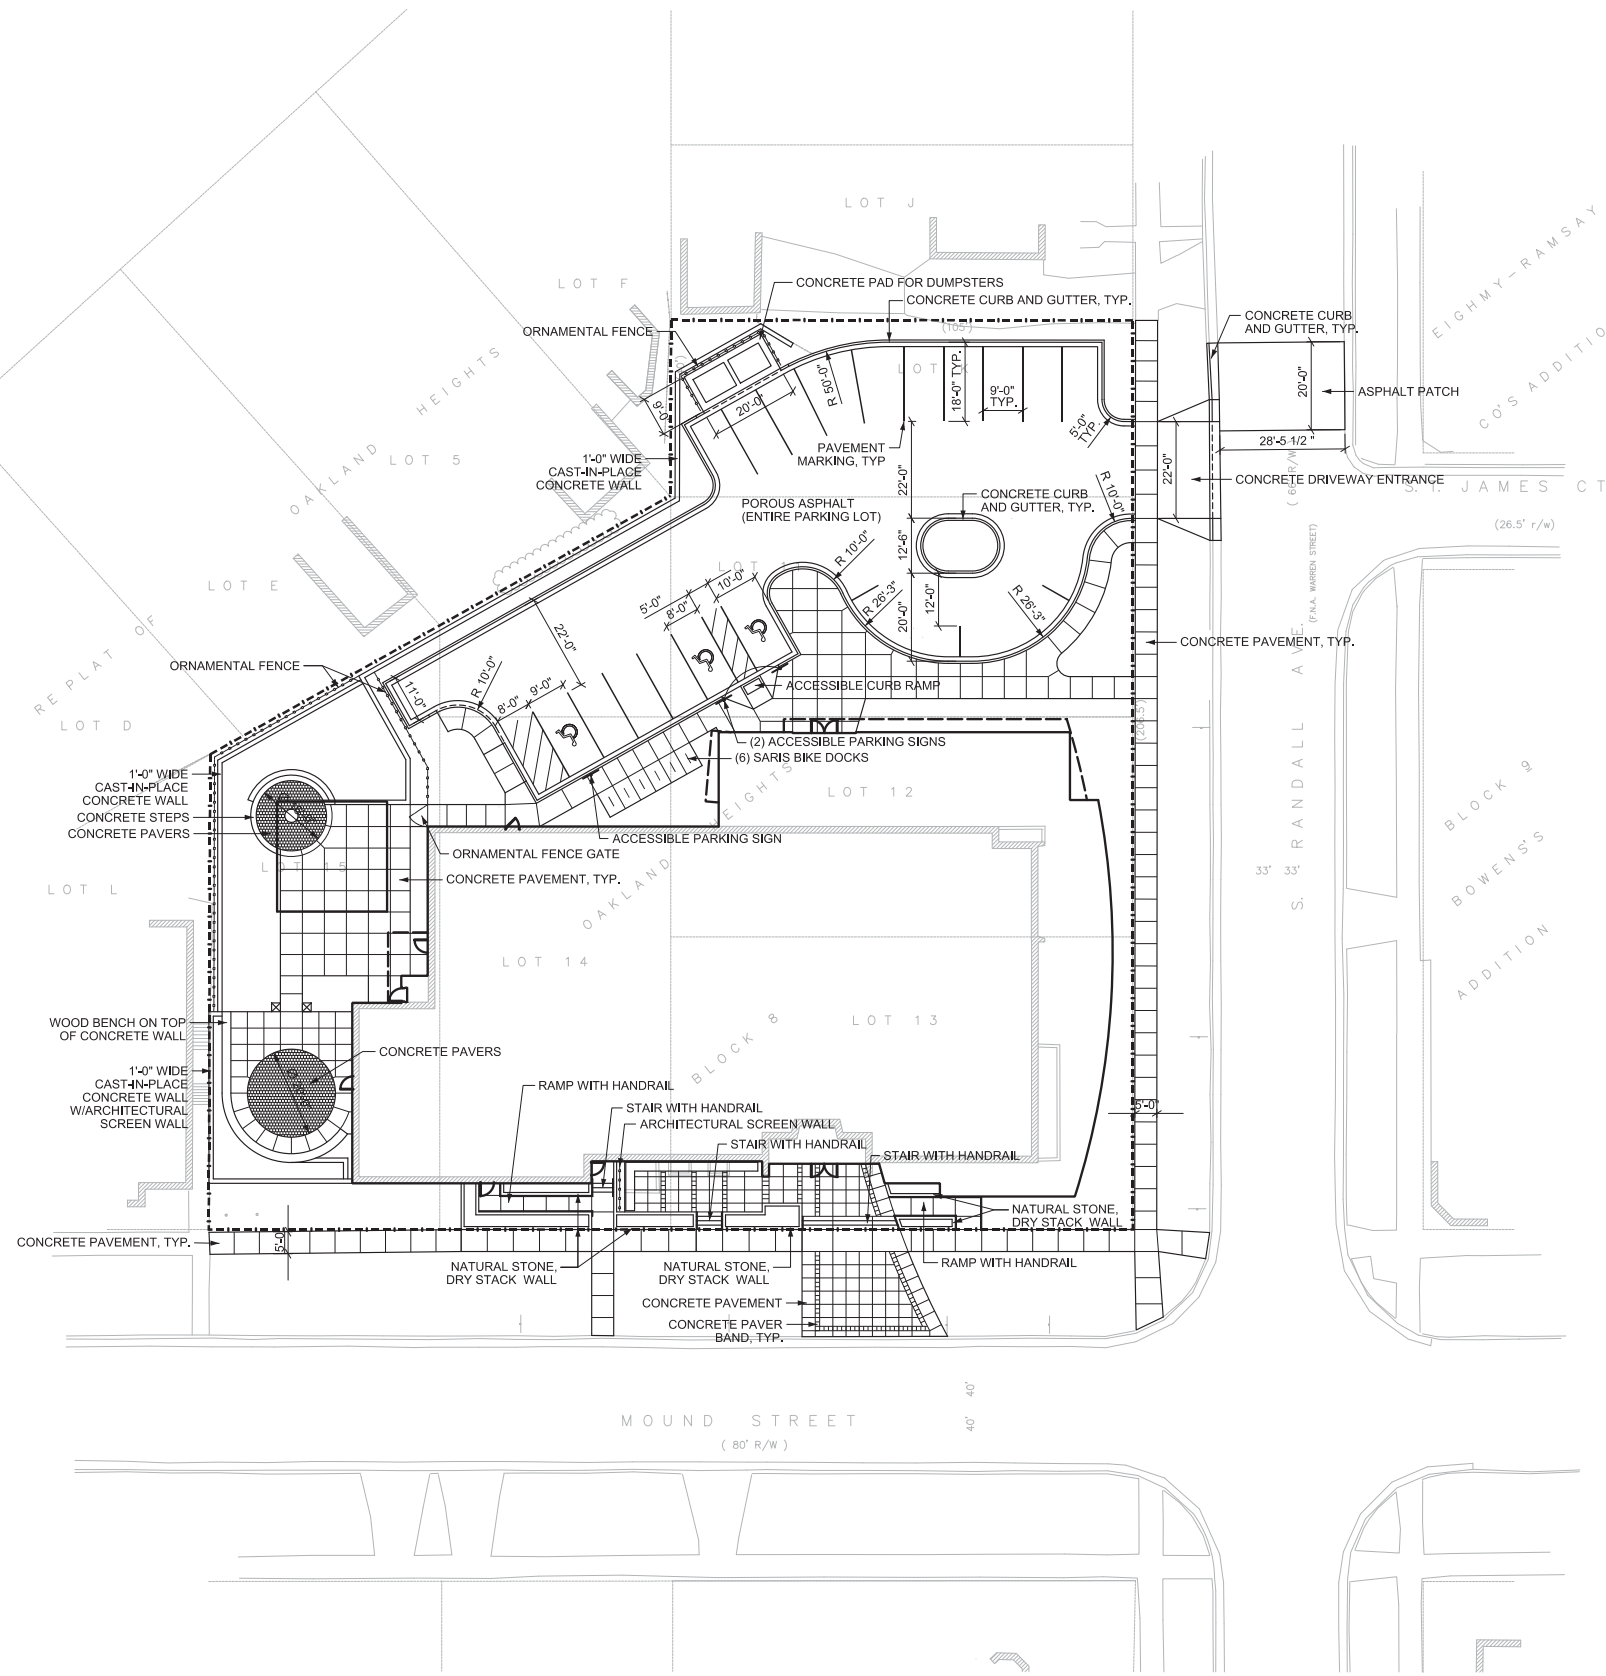 LOT J
LOT F
EIGHMY-RAMSAY
CO'S ADDITIO
CONCRETE PAD FOR DUMPSTERS
CONCRETE CURB AND GUTTER, TYP.
ORNAMENTAL FENCE
(105')
CONCRETE CURB
AND GUTTER, TYP.
OAKLAND HEIGHTS
LOT K
R 50'-0"
18'-0" TYP.
9'-0"
TYP.
20'-0"
ASPHALT PATCH
9'-0"
20'-0"
5'-0"
TYP.
28'-5 1/2 "
LOT 5
PAVEMENT
MARKING, TYP
1'-0" WIDE
CAST-IN-PLACE
CONCRETE WALL
22'-0"
22'-0"
R 10'-0"
CONCRETE DRIVEWAY ENTRANCE
S.T. JAMES CT
(26.5' r/w)
POROUS ASPHALT
(ENTIRE PARKING LOT)
CONCRETE CURB
AND GUTTER, TYP.
R 10'-0"
12'-6"
(F.N.A. WARREN STREET)
LOT E
10'-0"
5'-0"
8'-0"
R 26'-3"
20'-0"
12'-0"
R 26'-3"
22'-0"
REPLAT OF
CONCRETE PAVEMENT, TYP.
ORNAMENTAL FENCE
11'-0"
R 10'-0"
8'-0"
9'-0"
ACCESSIBLE CURB RAMP
LOT D
(206.5')
(2) ACCESSIBLE PARKING SIGNS
(6) SARIS BIKE DOCKS
1'-0" WIDE
CAST-IN-PLACE
CONCRETE WALL
CONCRETE STEPS
CONCRETE PAVERS
LOT 12
BLOCK 9
BOWENS'S
ADDITION
S. RANDALL AVE.
ACCESSIBLE PARKING SIGN
ORNAMENTAL FENCE GATE
LOT 15
CONCRETE PAVEMENT, TYP.
LOT L
33' 33'
OAKLAND HEIGHTS
LOT 14
WOOD BENCH ON TOP
OF CONCRETE WALL
LOT 13
BLOCK 8
CONCRETE PAVERS
1'-0" WIDE
CAST-IN-PLACE
CONCRETE WALL
W/ARCHITECTURAL
SCREEN WALL
RAMP WITH HANDRAIL
STAIR WITH HANDRAIL
ARCHITECTURAL SCREEN WALL
STAIR WITH HANDRAIL
STAIR WITH HANDRAIL
5'-0"
NATURAL STONE,
DRY STACK WALL
CONCRETE PAVEMENT, TYP.
5'-0"
NATURAL STONE,
DRY STACK WALL
NATURAL STONE,
DRY STACK WALL
RAMP WITH HANDRAIL
CONCRETE PAVEMENT
CONCRETE PAVER
BAND, TYP.
MOUND STREET
( 80' R/W )
40' 40'